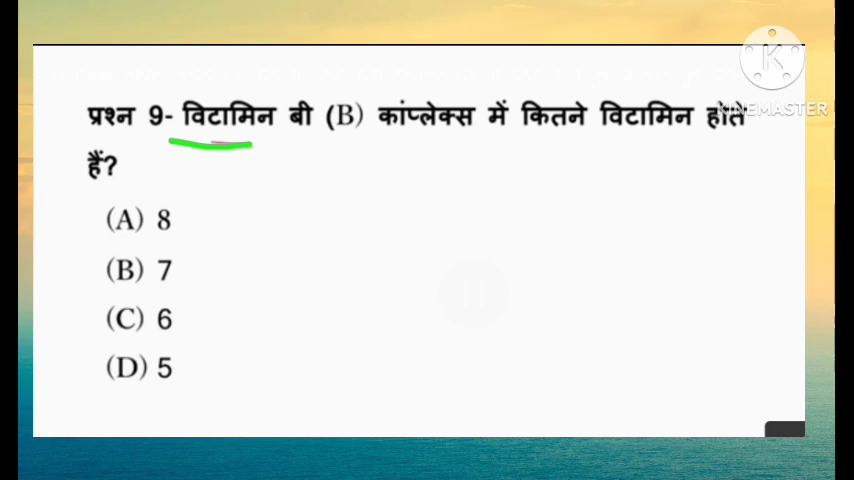 K
KINEMASTER
प्रश्न 9- विटामिन बी (B) कांप्लेक्स में कितने विटामिन होते
हैं?
(A) 8
(B) 7
(C) 6
(D) 5